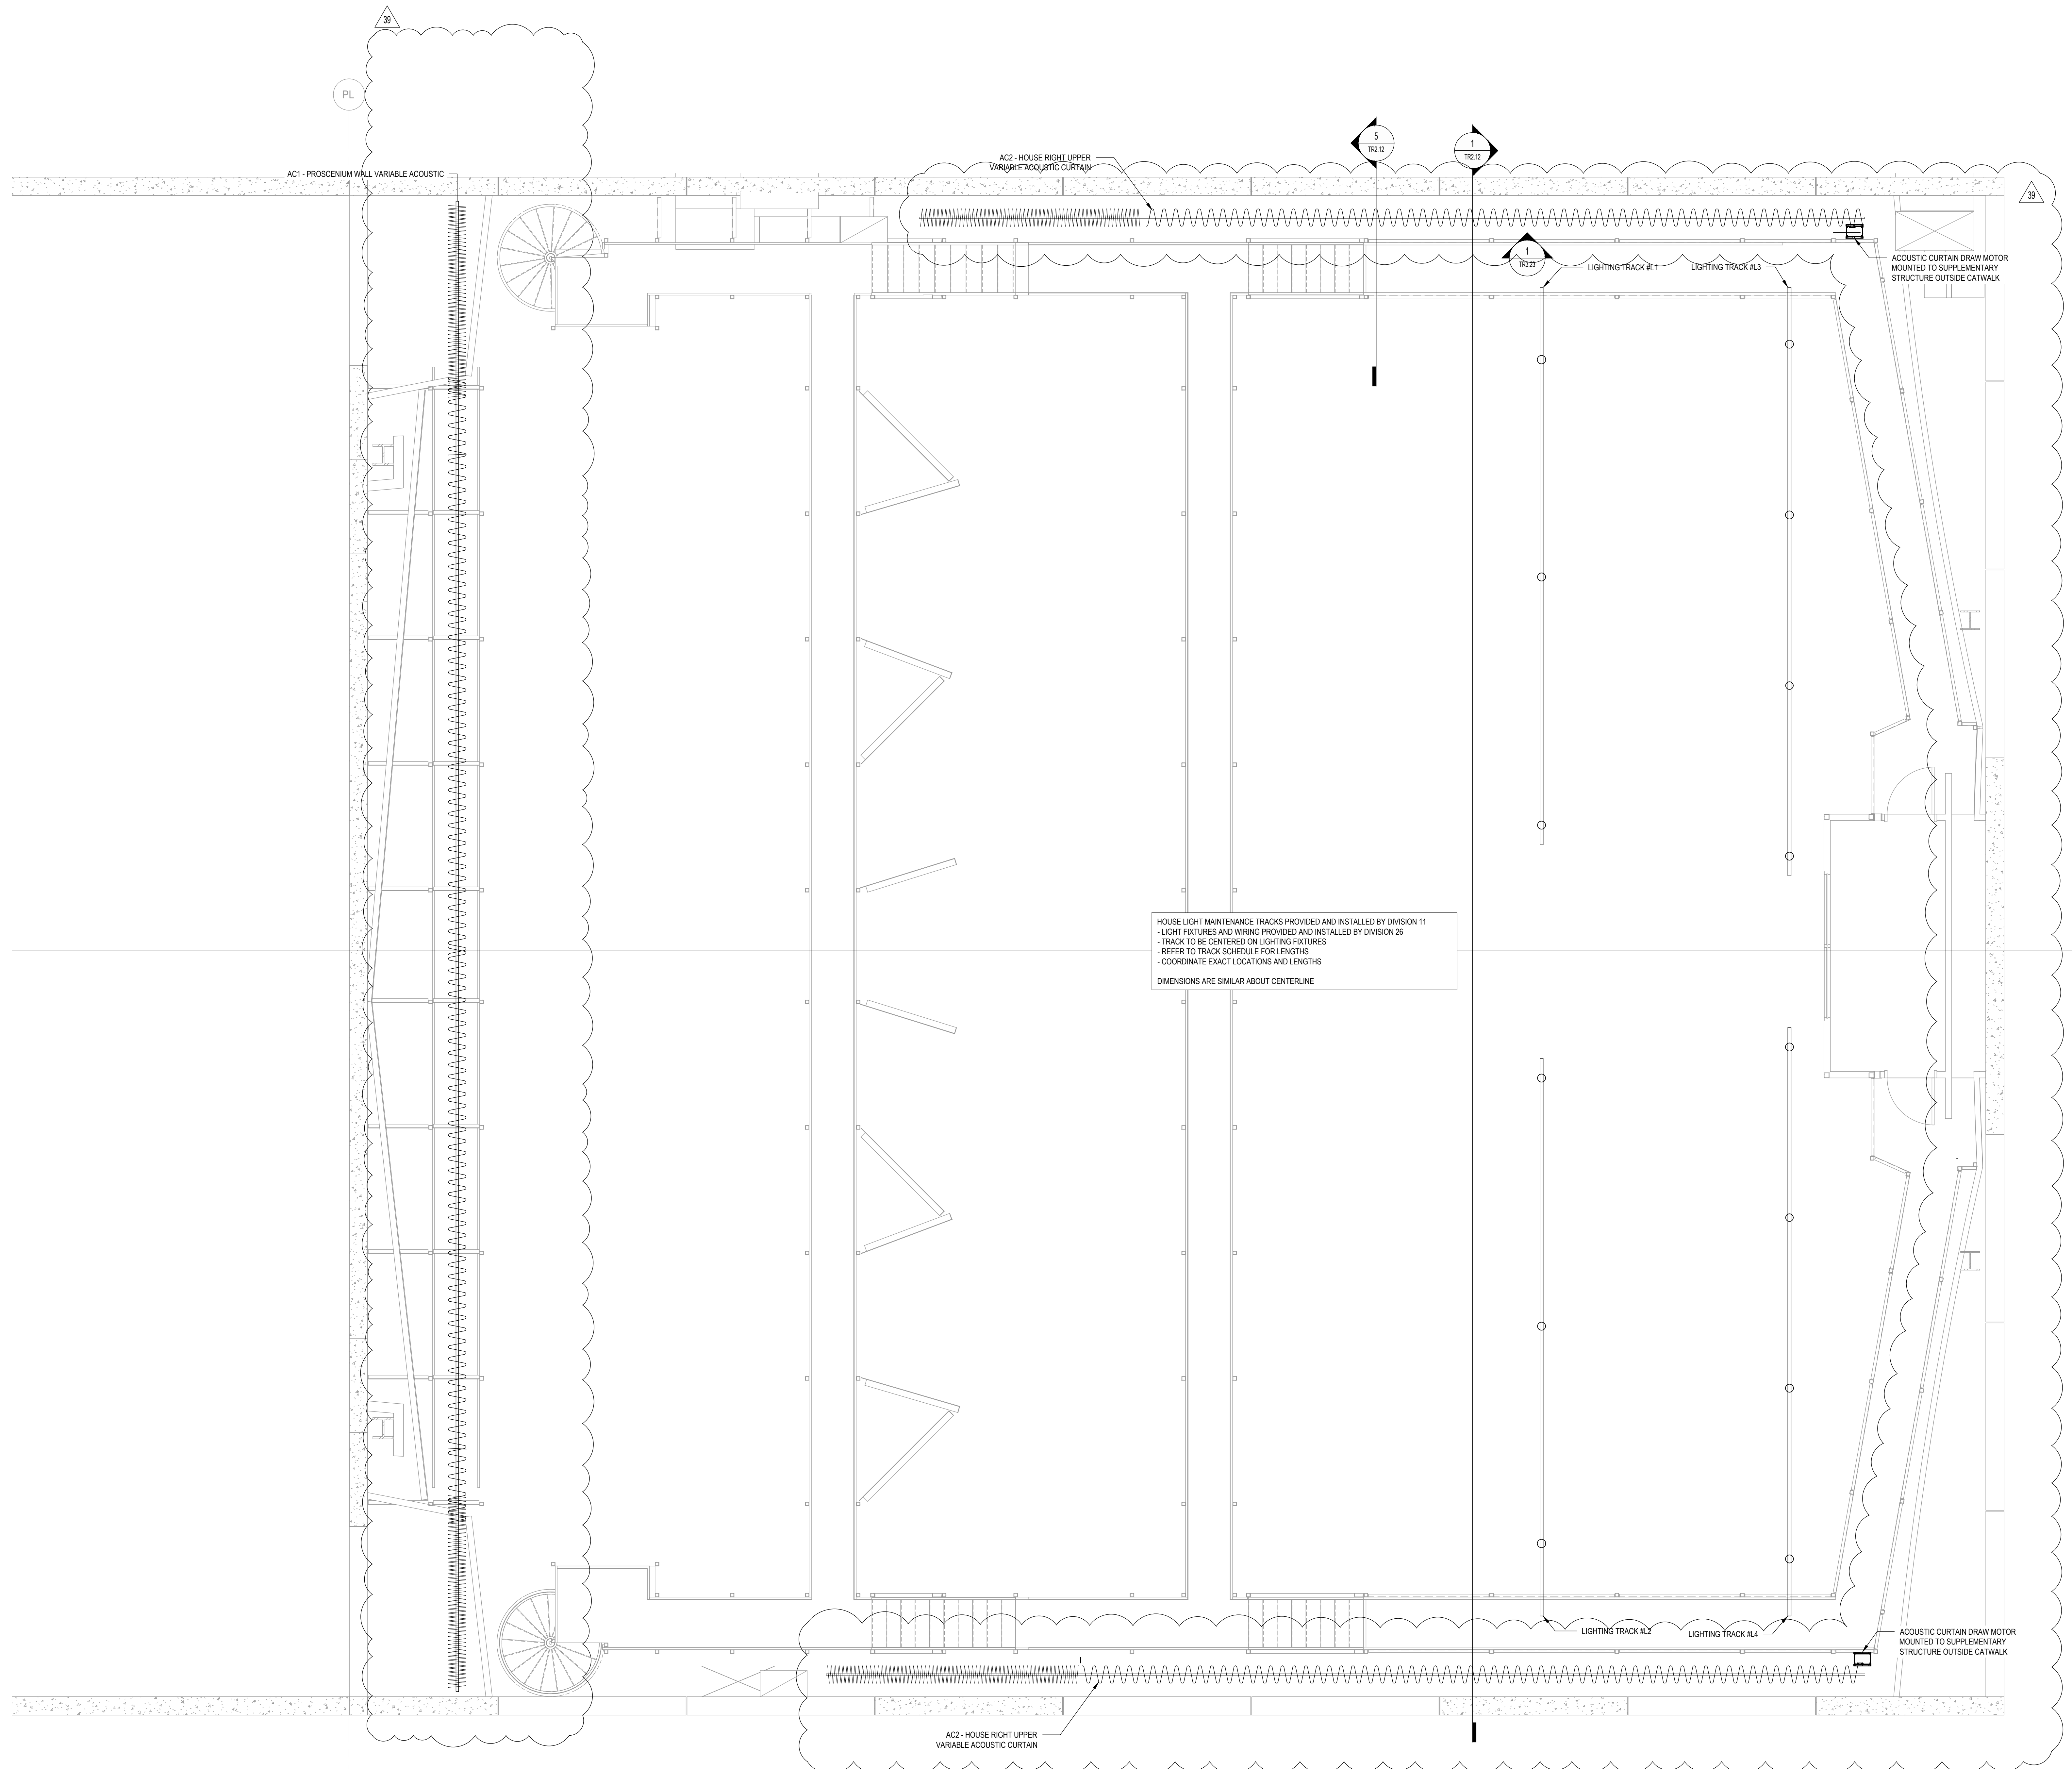 39
PL
5
TR2.12
1
TR2.12
AC2 - HOUSE RIGHT UPPER
VARIABLE ACOUSTIC CURTAIN
AC1 - PROSCENIUM WALL VARIABLE ACOUSTIC
39
1
TR3.23
ACOUSTIC CURTAIN DRAW MOTOR
MOUNTED TO SUPPLEMENTARY
STRUCTURE OUTSIDE CATWALK
LIGHTING TRACK #L1
LIGHTING TRACK #L3
HOUSE LIGHT MAINTENANCE TRACKS PROVIDED AND INSTALLED BY DIVISION 11
- LIGHT FIXTURES AND WIRING PROVIDED AND INSTALLED BY DIVISION 26
- TRACK TO BE CENTERED ON LIGHTING FIXTURES
- REFER TO TRACK SCHEDULE FOR LENGTHS
- COORDINATE EXACT LOCATIONS AND LENGTHS
DIMENSIONS ARE SIMILAR ABOUT CENTERLINE
LIGHTING TRACK #L2
LIGHTING TRACK #L4
ACOUSTIC CURTAIN DRAW MOTOR
MOUNTED TO SUPPLEMENTARY
STRUCTURE OUTSIDE CATWALK
AC2 - HOUSE RIGHT UPPER
VARIABLE ACOUSTIC CURTAIN